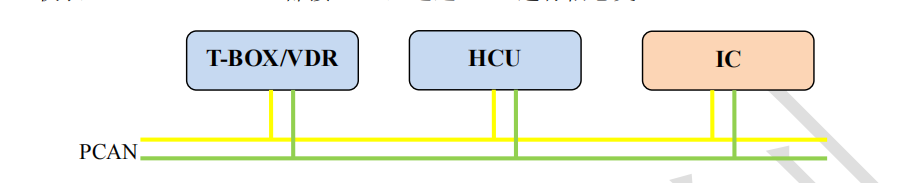 T-BOX/VDR
HCU
IC
PCAN